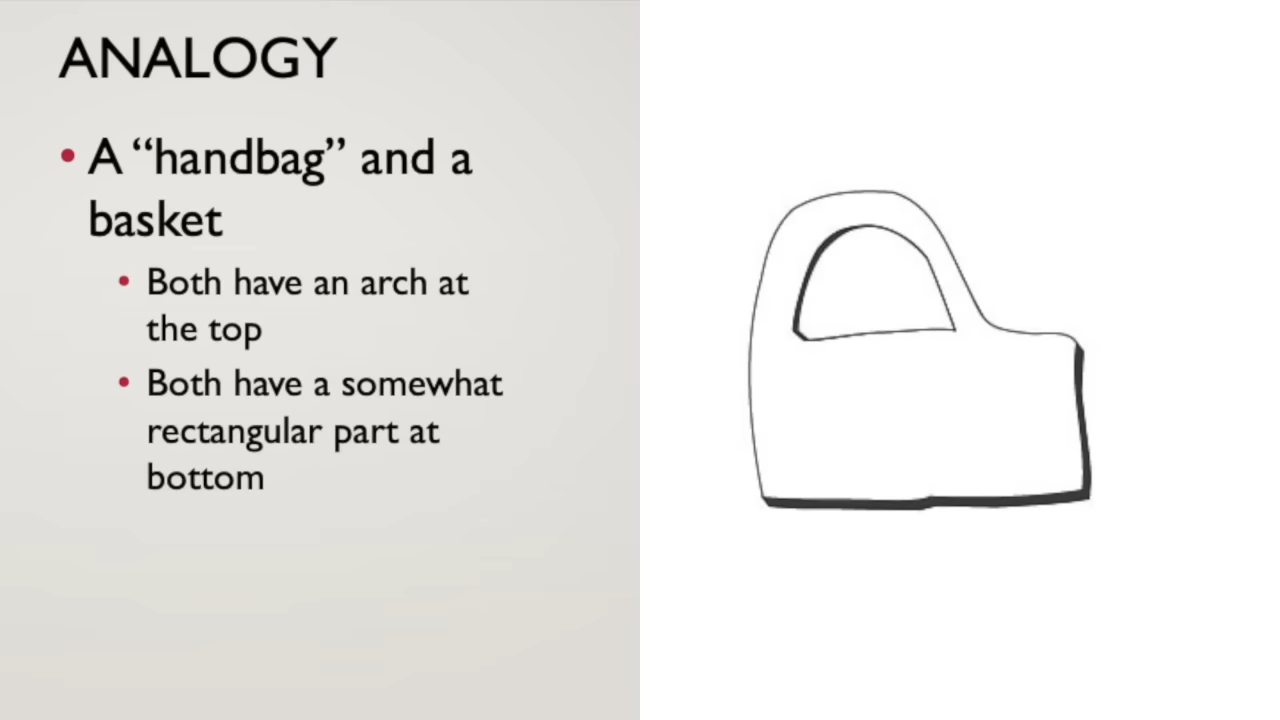 ANALOGY
• A “handbag” and a
basket
• Both have an arch at
the top
• Both have a somewhat
rectangular part at
bottom